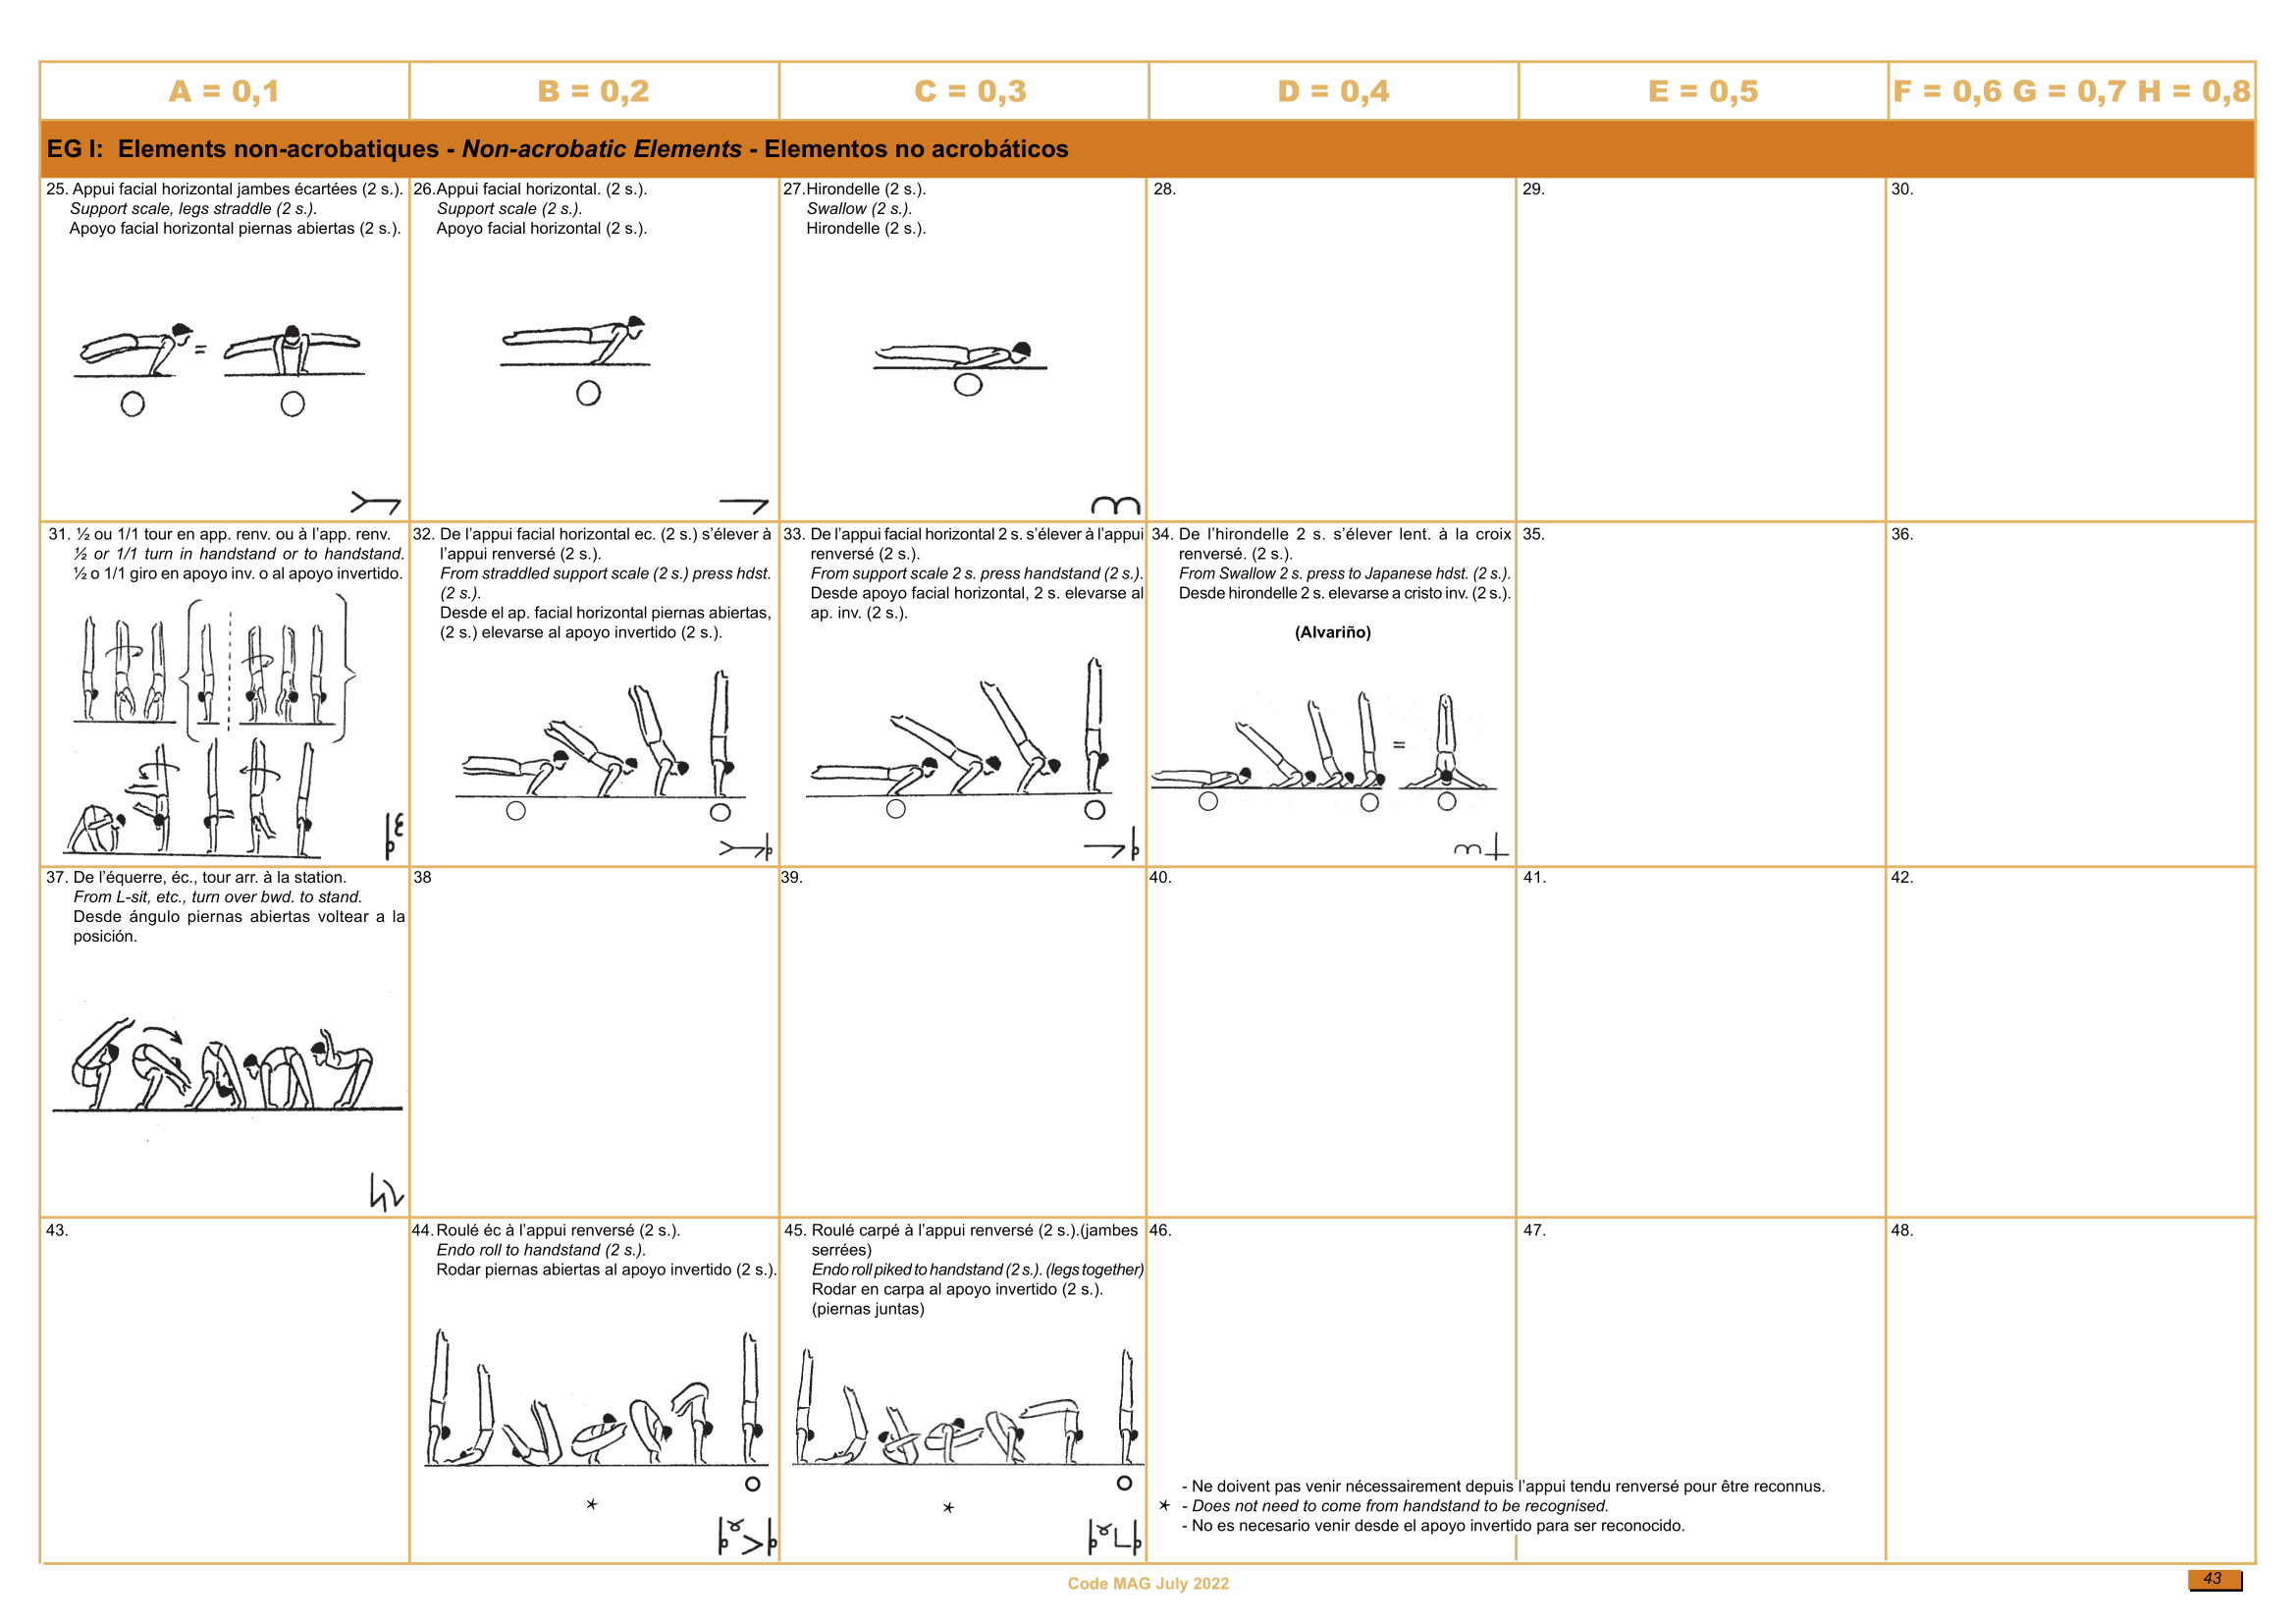 A = 0,1
B = 0,2
C = 0,3
D = 0,4
E = 0,5
F = 0,6 G = 0,7 H = 0,8
EG I: Elements non-acrobatiques - Non-acrobatic Elements - Elementos no acrobáticos
25. Appui facial horizontal jambes écartées (2 s.).
Support scale, legs straddle (2 s.).
Apoyo facial horizontal piernas abiertas (2 s.).
26.Appui facial horizontal. (2 s.).
Support scale (2 s.).
Apoyo facial horizontal (2 s.).
27.Hirondelle (2 s.).
Swallow (2 s.).
Hirondelle (2 s.).
28.
29.
30.
31. ½ ou 1/1 tour en app. renv. ou à l'app. renv.
½ or 1/1 turn in handstand or to handstand.
½ o 1/1 giro en apoyo inv. o al apoyo invertido.
32. De l'appui facial horizontal ec. (2 s.) s'élever à
l'appui renversé (2 s.).
From straddled support scale (2 s.) press hdst.
(2 s.).
Desde el ap. facial horizontal piernas abiertas,
(2 s.) elevarse al apoyo invertido (2 s.).
33. De l'appui facial horizontal 2 s. s'élever à l'appui
renversé (2 s.).
From support scale 2 s. press handstand (2 s.).
Desde apoyo facial horizontal, 2 s. elevarse al
ap. inv. (2 s.).
34. De l'hirondelle 2 s. s'élever lent. à la croix
renversé. (2 s.).
From Swallow 2 s. press to Japanese hdst. (2 s.).
Desde hirondelle 2 s. elevarse a cristo inv. (2 s.).
(Alvariño)
35.
36.
37. De l'équerre, éc., tour arr. à la station.
From L-sit, etc., turn over bwd. to stand.
Desde ángulo piernas abiertas voltear a la
posición.
38
39.
40.
41.
42.
43.
44. Roulé éc à l'appui renversé (2 s.).
Endo roll to handstand (2 s.).
Rodar piernas abiertas al apoyo invertido (2 s.).
45. Roulé carpé à l'appui renversé (2 s.).(jambes
serrées)
Endo roll piked to handstand (2 s.). (legs together)
Rodar en carpa al apoyo invertido (2 s.).
(piernas juntas)
46.
47.
48.
- Ne doivent pas venir nécessairement depuis l'appui tendu renversé pour être reconnus.
* - Does not need to come from handstand to be recognised.
- No es necesario venir desde el apoyo invertido para ser reconocido.
Code MAG July 2022
43